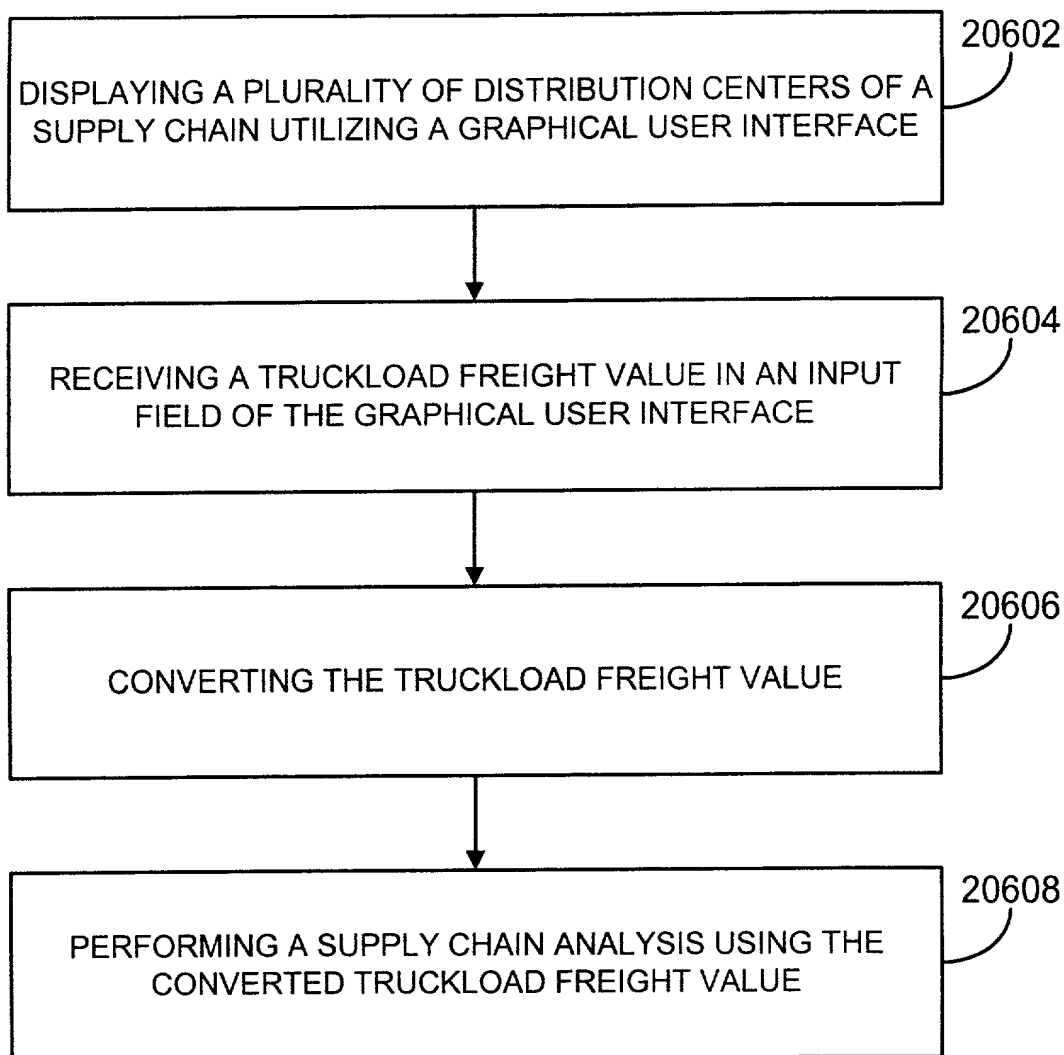 20602
DISPLAYING A PLURALITY OF DISTRIBUTION CENTERS OF A
SUPPLY CHAIN UTILIZING A GRAPHICAL USER INTERFACE
20604
RECEIVING A TRUCKLOAD FREIGHT VALUE IN AN INPUT
FIELD OF THE GRAPHICAL USER INTERFACE
20606
CONVERTING THE TRUCKLOAD FREIGHT VALUE
20608
PERFORMING A SUPPLY CHAIN ANALYSIS USING THE
CONVERTED TRUCKLOAD FREIGHT VALUE